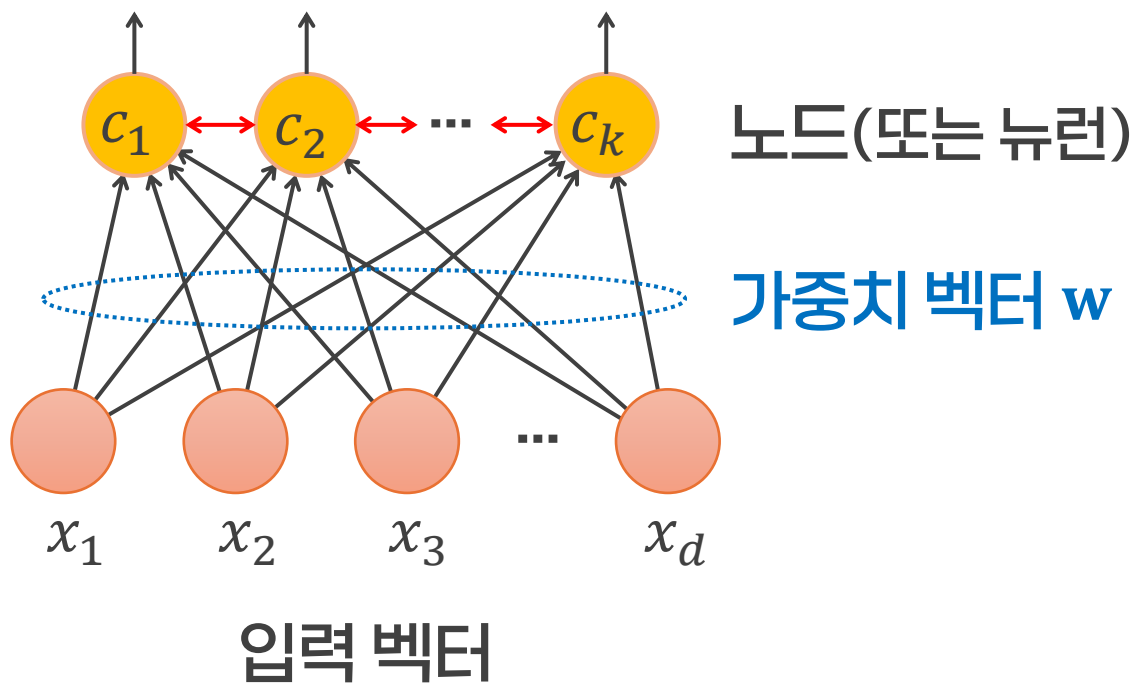 c₁ c₂ ... cₖ 노드(또는 뉴런)
가중치 벡터 w
...
x₁ x₂ x₃ x_d
입력 벡터